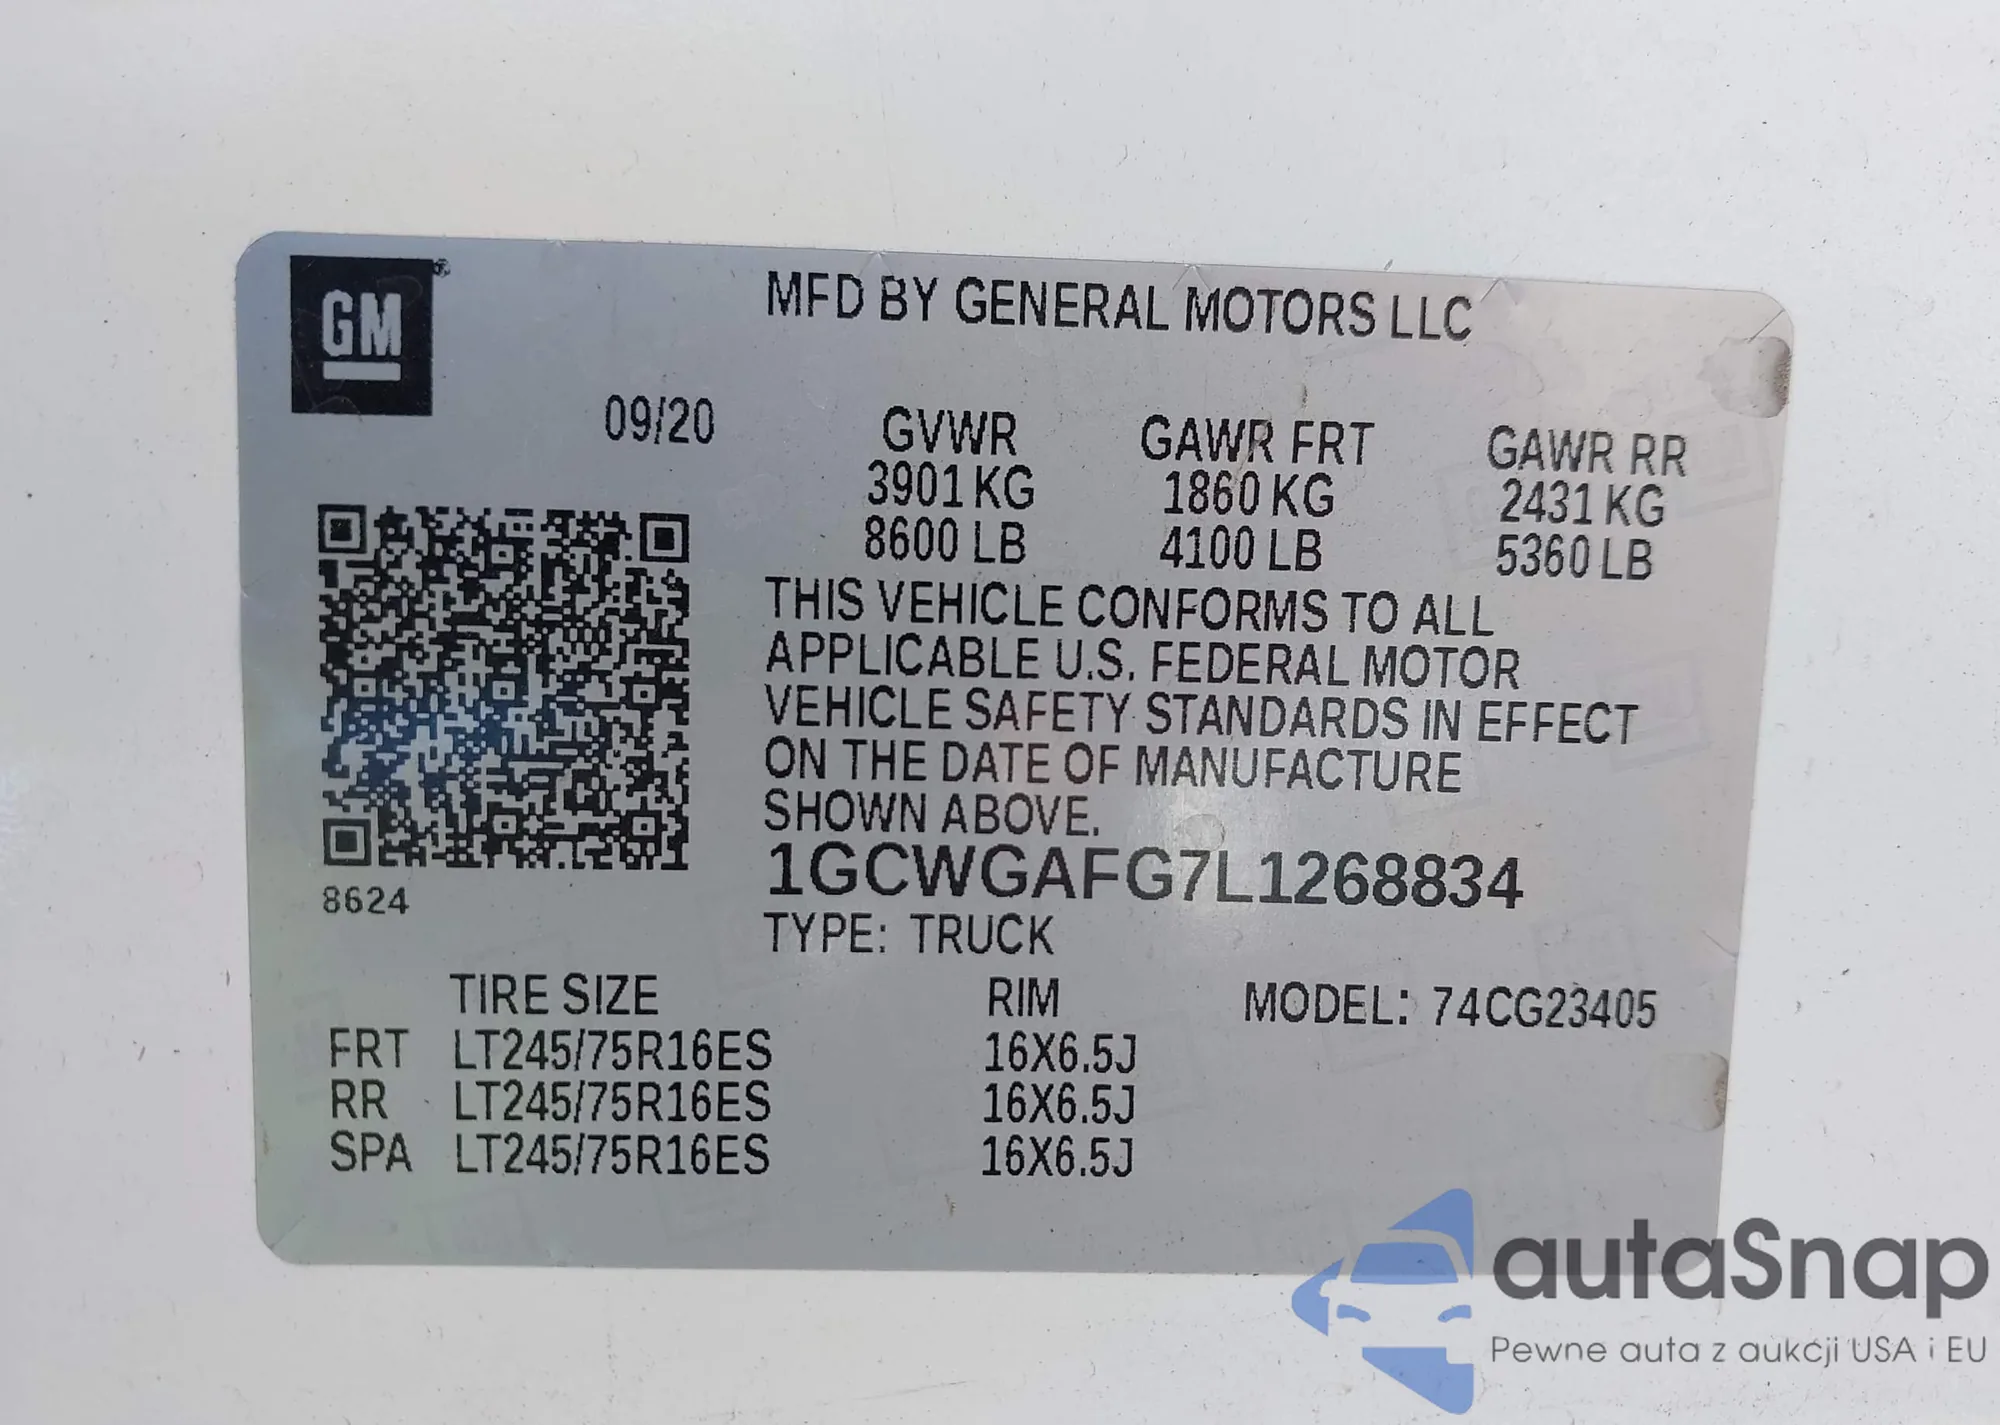 GM®
MFD BY GENERAL MOTORS LLC
09/20
GVWR GAWR FRT GAWR RR
3901 KG 1860 KG 2431 KG
8600 LB 4100 LB 5360 LB
THIS VEHICLE CONFORMS TO ALL
APPLICABLE U.S. FEDERAL MOTOR
VEHICLE SAFETY STANDARDS IN EFFECT
ON THE DATE OF MANUFACTURE
SHOWN ABOVE.
1GCWGAFG7L1268834
8624
TYPE: TRUCK
TIRE SIZE RIM MODEL: 74CG23405
FRT LT245/75R16ES 16X6.5J
RR LT245/75R16ES 16X6.5J
SPA LT245/75R16ES 16X6.5J
autaSnap
Pewne auta z aukcji USA i EU